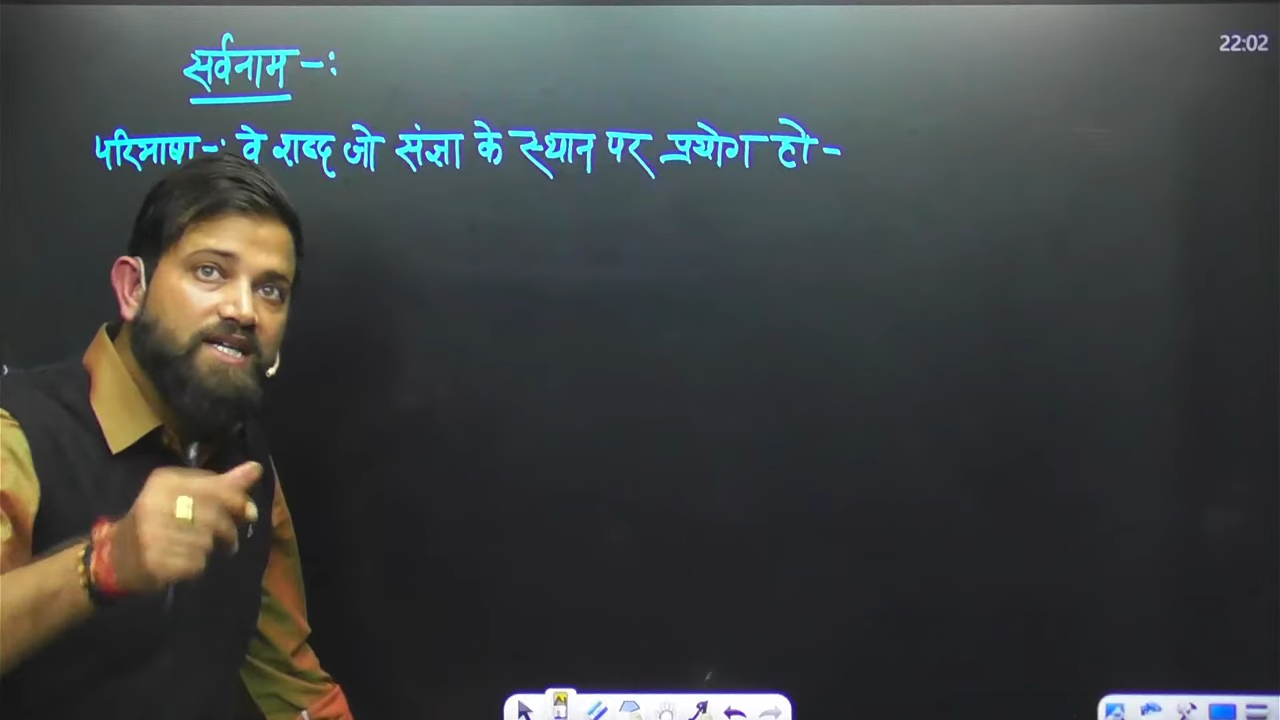 22:02
सर्वनाम -:
परिभाषा -: वे शब्द जो संज्ञा के स्थान पर प्रयोग हो -